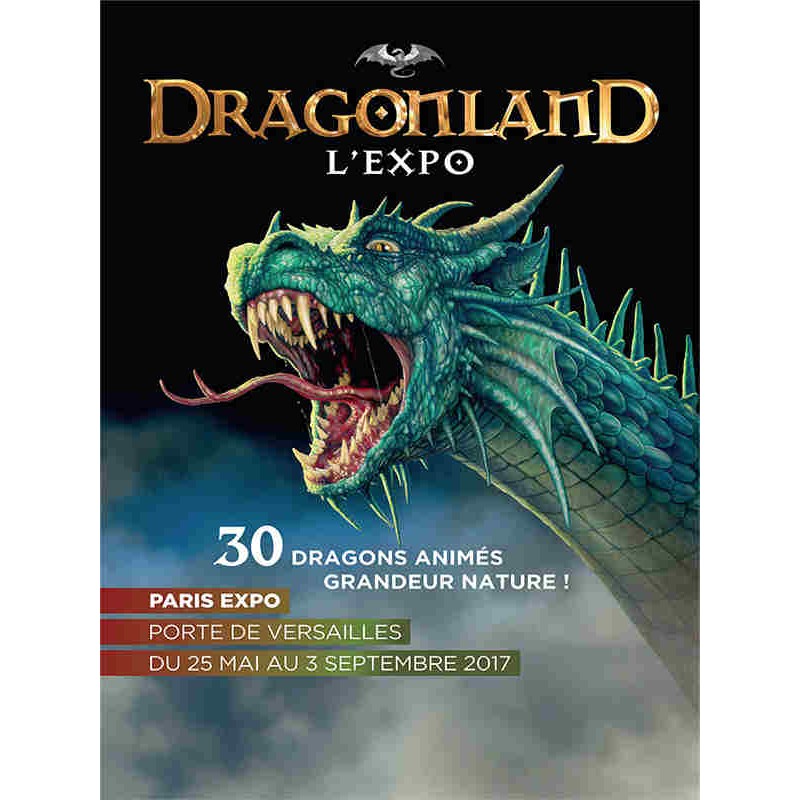 DRAGONLAND
L'EXPO
30 DRAGONS ANIMÉS
GRANDEUR NATURE !
PARIS EXPO
PORTE DE VERSAILLES
DU 25 MAI AU 3 SEPTEMBRE 2017